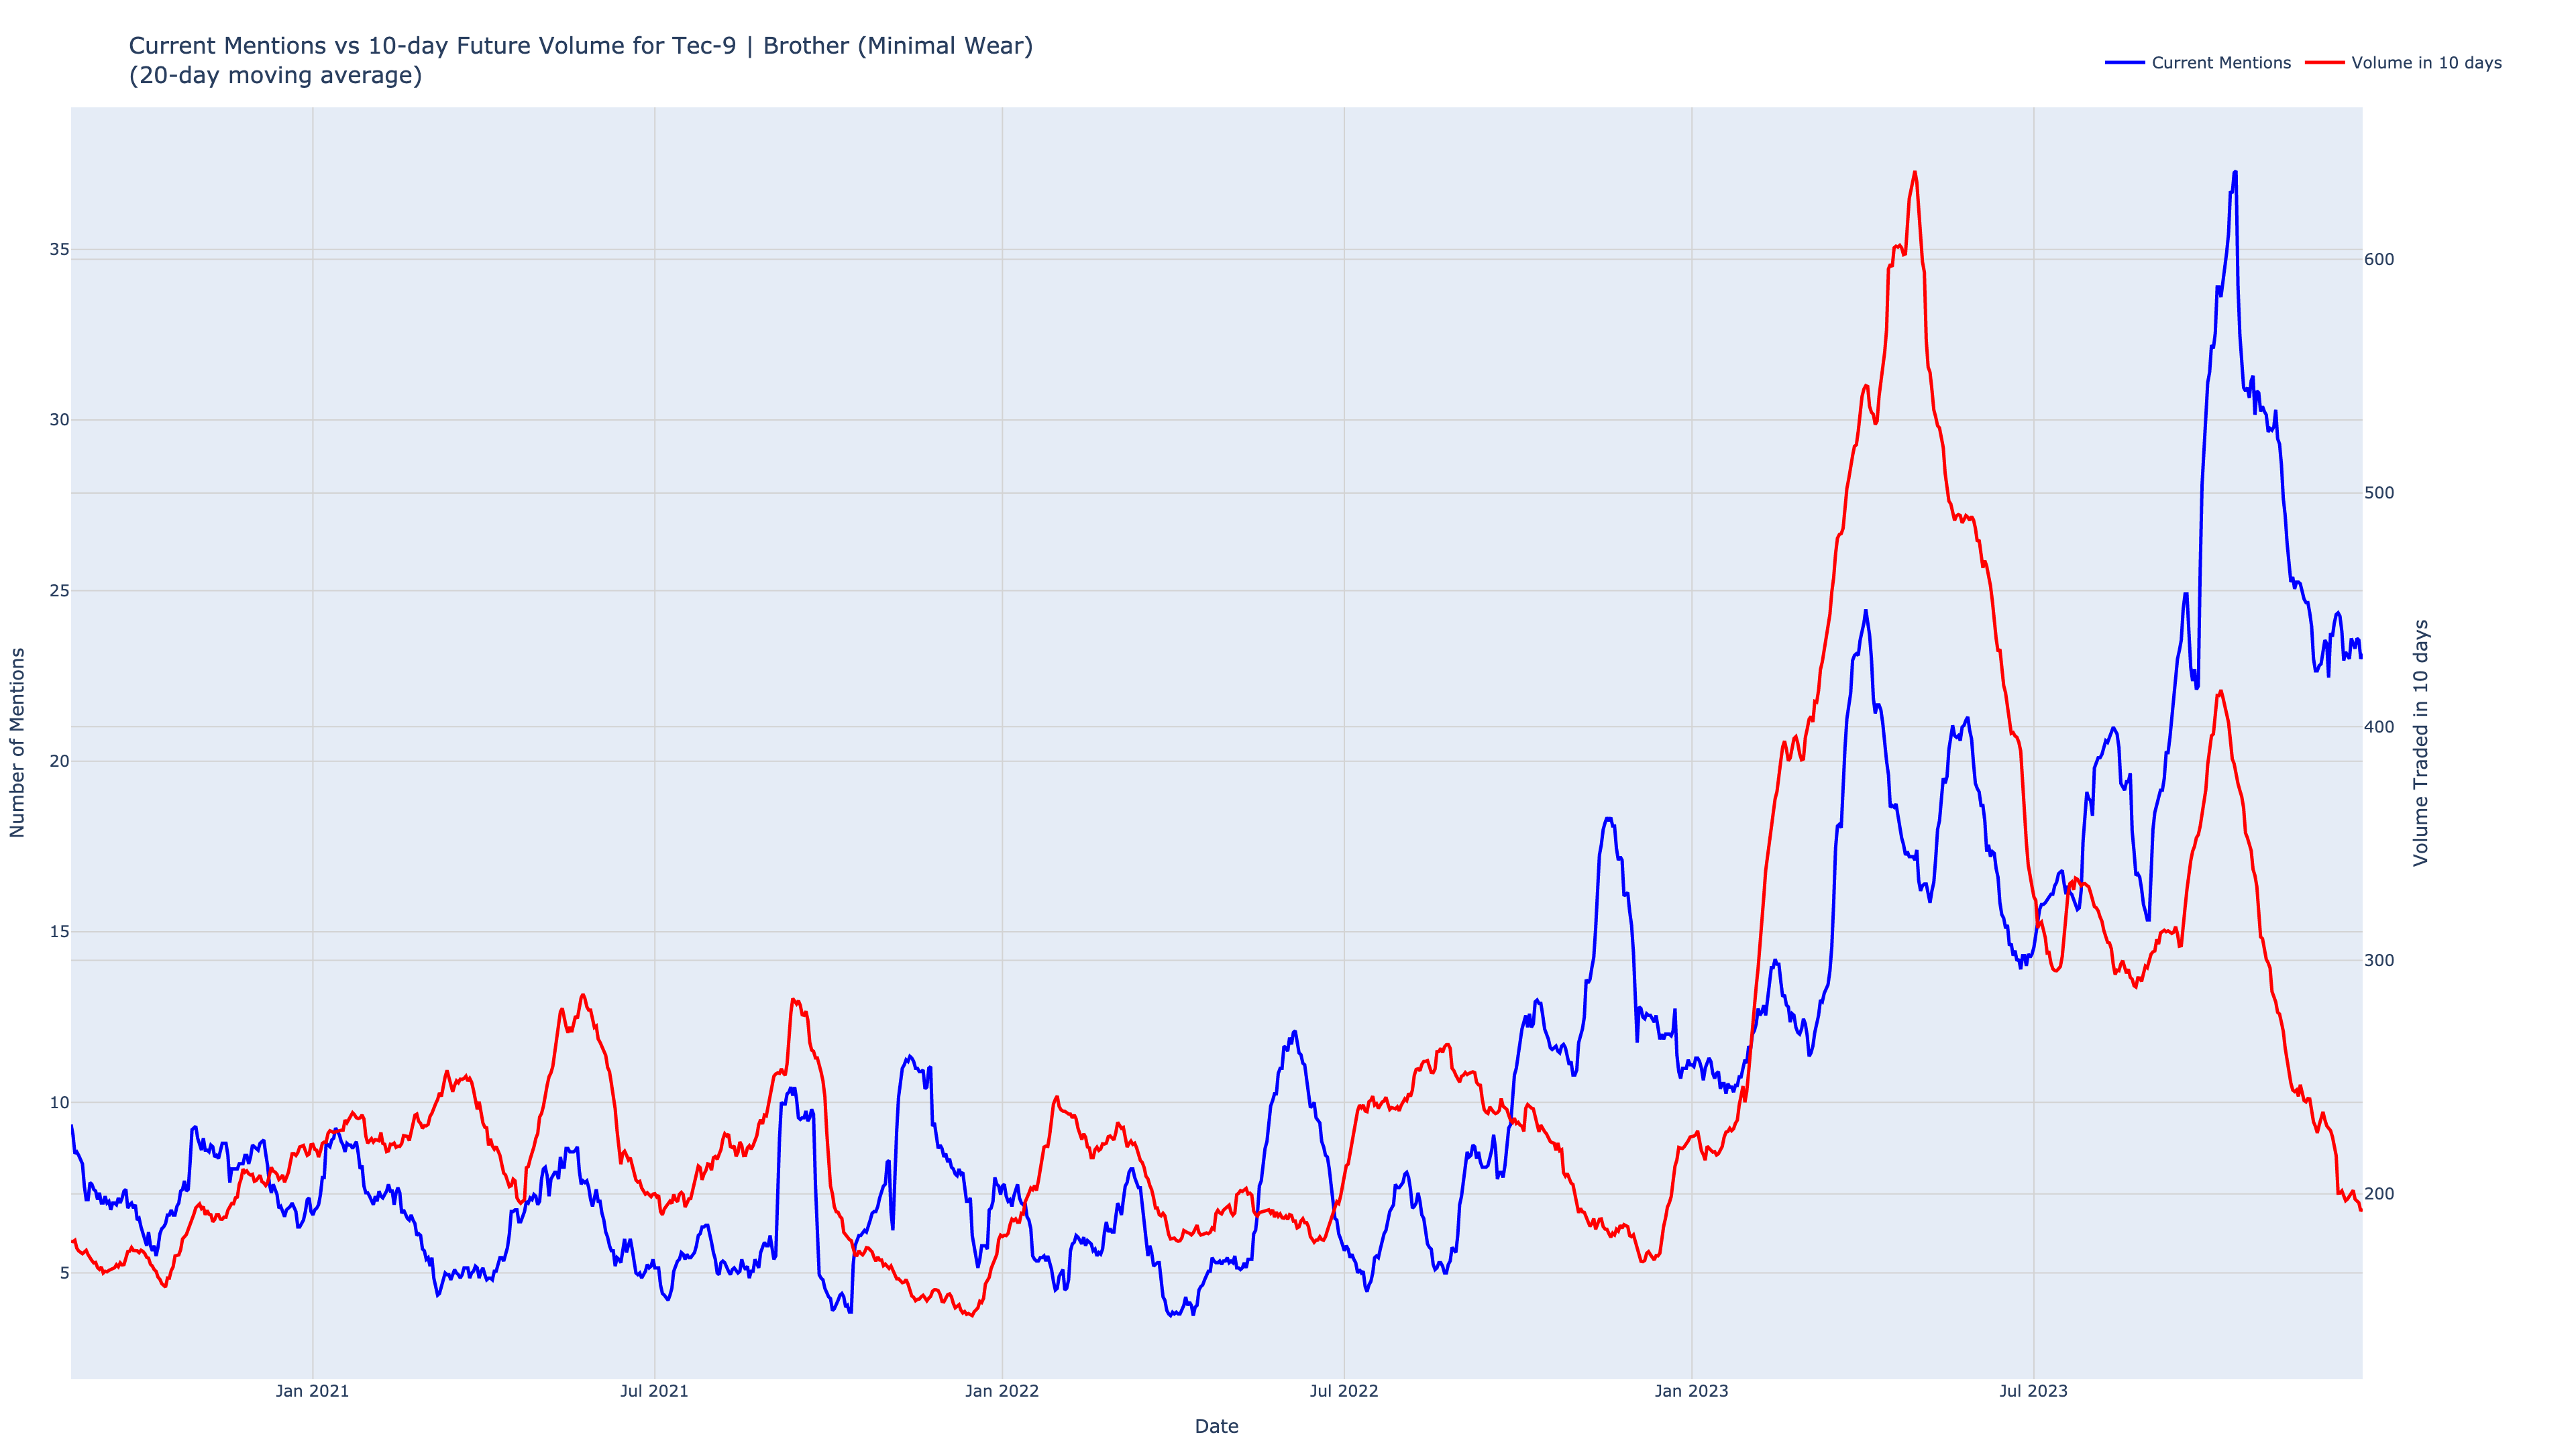 Current Mentions vs 10-day Future Volume for Tec-9 | Brother (Minimal Wear)
(20-day moving average)
Current Mentions
Volume in 10 days
35
30
25
20
15
10
5
Number of Mentions
600
500
400
300
200
Volume Traded in 10 days
Jan 2021
Jul 2021
Jan 2022
Jul 2022
Jan 2023
Jul 2023
Date